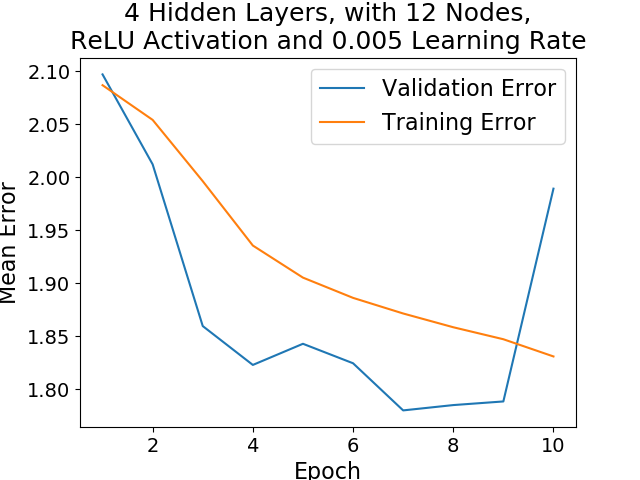 4 Hidden Layers, with 12 Nodes,
ReLU Activation and 0.005 Learning Rate
Validation Error
Training Error
Mean Error
2.10
2.05
2.00
1.95
1.90
1.85
1.80
2
4
6
8
10
Epoch